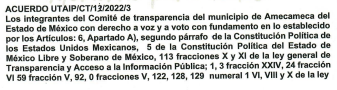 ACUERDO UTAIP/CT/13/2022/3
Los integrantes del Comité de transparencia del municipio de Amecameca del
Estado de México con derecho a voz y a voto con fundamento en lo establecido
por los Artículos: 6, Apartado A), segundo párrafo de la Constitución Política de
los Estados Unidos Mexicanos, 5 de la Constitución Política del Estado de
México Libre y Soberano de México, 113 fracciones X y XI de la ley general de
Transparencia y Acceso a la Información Pública; 1, 3 fracción XXIV, 24 fracción
VI 59 fracción V, 92, 0 fracciones V, 122, 128, 129 numeral 1 VI, VIII y X de la ley